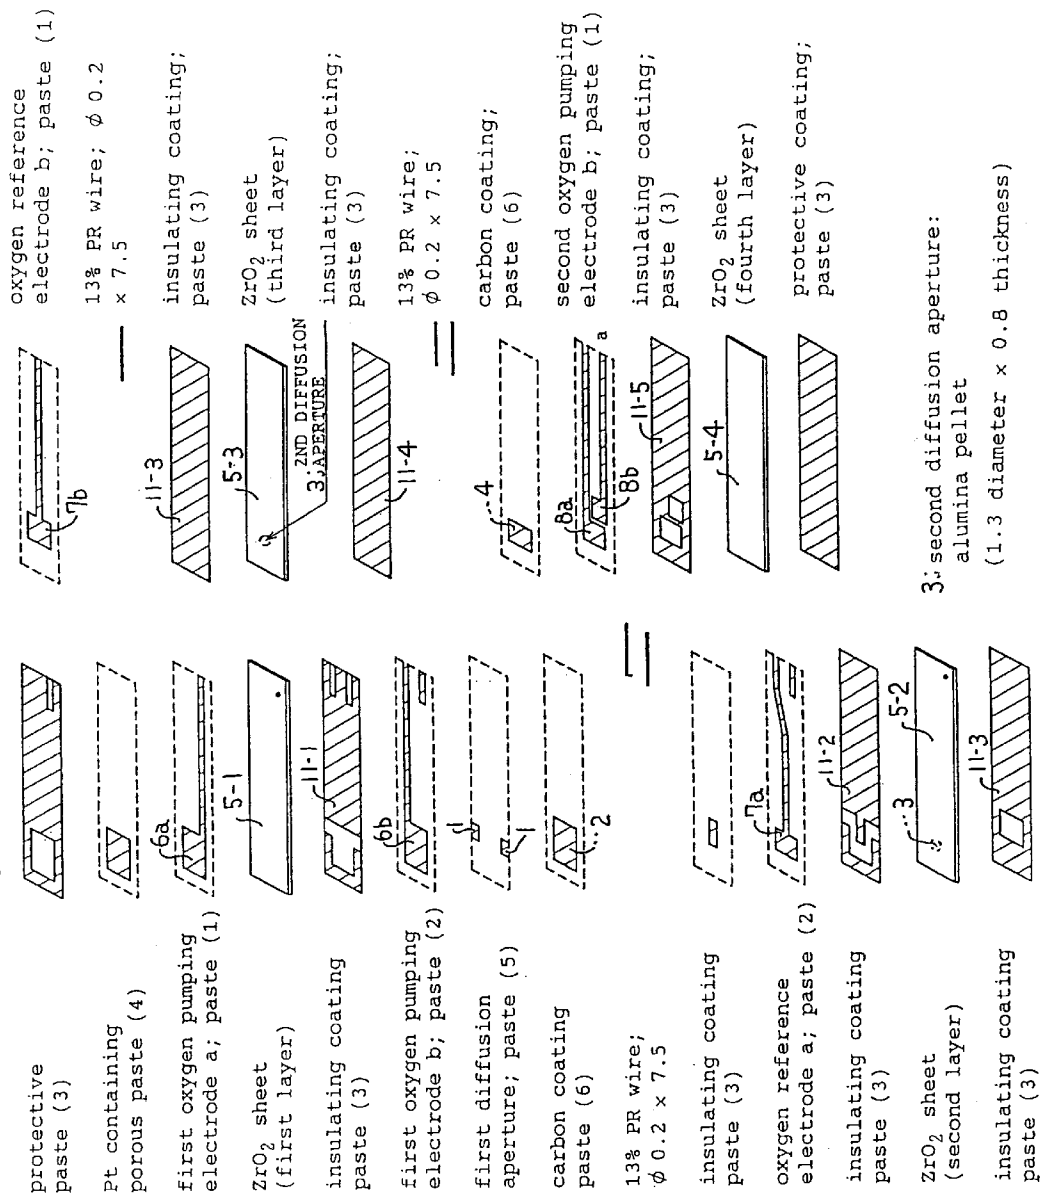 protective
paste (3)
Pt containing
porous paste (4)
6a
first oxygen pumping
electrode a; paste (1)
5-1
ZrO2 sheet
(first layer)
11-1
insulating coating
paste (3)
6b
first oxygen pumping
electrode b; paste (2)
1
1
first diffusion
aperture; paste (5)
2
carbon coating
paste (6)
13% PR wire;
φ 0.2 × 7.5
insulating coating
paste (3)
7a
oxygen reference
electrode a; paste (2)
11-2
insulating coating
paste (3)
3
5-2
ZrO2 sheet
(second layer)
11-3
insulating coating
paste (3)
7b
oxygen reference
electrode b; paste (1)
13% PR wire; φ 0.2
× 7.5
11-3
insulating coating;
paste (3)
5-3
ZrO2 sheet
(third layer)
3; 2ND DIFFUSION
APERTURE
11-4
insulating coating;
paste (3)
13% PR wire;
φ 0.2 × 7.5
4
carbon coating;
paste (6)
8a
8b
a
second oxygen pumping
electrode b; paste (1)
11-5
insulating coating;
paste (3)
5-4
ZrO2 sheet
(fourth layer)
protective coating;
paste (3)
3; second diffusion aperture:
alumina pellet
(1.3 diameter × 0.8 thickness)